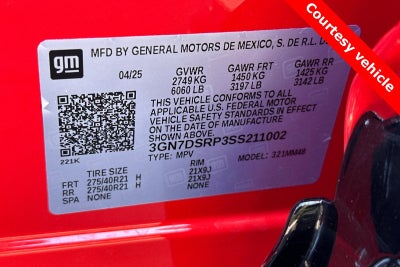 Courtesy vehicle
gm
MFD BY GENERAL MOTORS DE MEXICO, S. DE R.L. D
04/25 GVWR GAWR FRT GAWR RR
2749 KG 1450 KG 1425 KG
6060 LB 3197 LB 3142 LB
THIS VEHICLE CONFORMS TO ALL
APPLICABLE U.S. FEDERAL MOTOR
VEHICLE SAFETY STANDARDS IN EFFECT
ON THE DATE OF MANUFACTURE SHOWN ABOVE
3GN7DSRP3SS211002
221K TYPE: MPV MODEL: 321MM48
TIRE SIZE RIM
FRT 275/40R21 H 21X9J
RR 275/40R21 H 21X9J
SPA NONE NONE